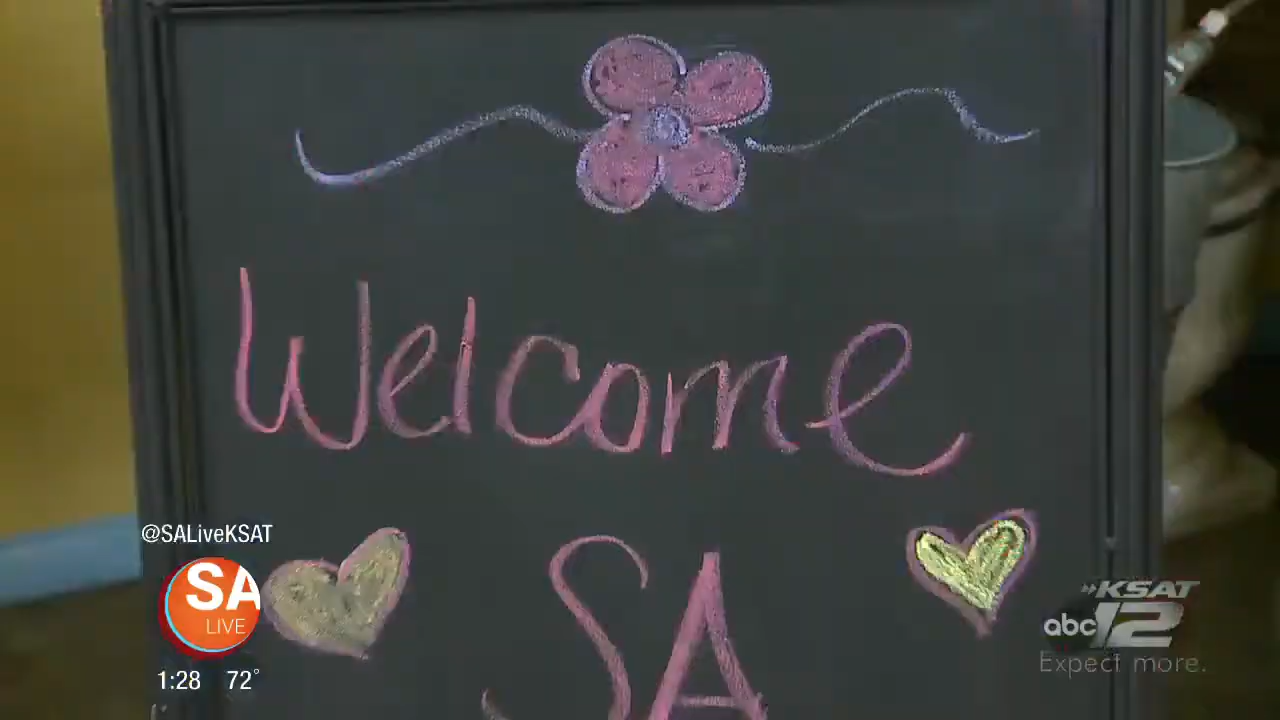 Welcome
SA
@SALiveKSAT
SA
LIVE
1:28 72°
KSAT
abc 12
Expect more.